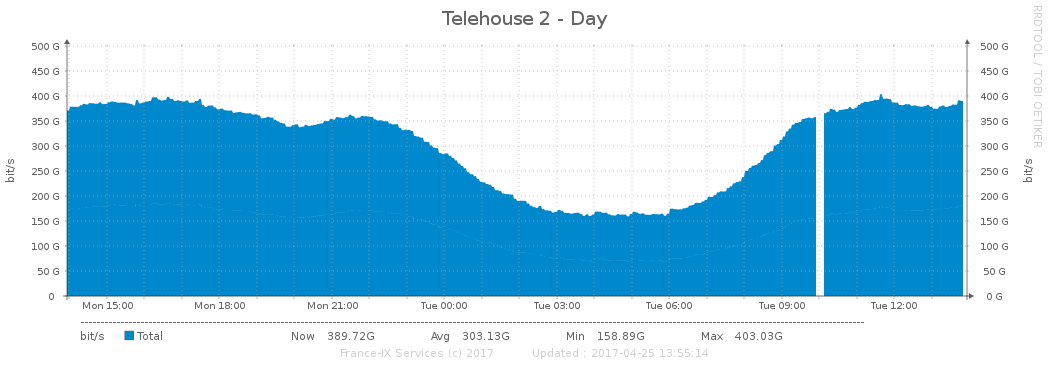 Telehouse 2 - Day
RRDTOOL / TOBI OETIKER
500 G 500 G
450 G 450 G
400 G 400 G
350 G 350 G
300 G 300 G
250 G 250 G
200 G 200 G
150 G 150 G
100 G 100 G
50 G 50 G
0 0 G
bit/s bit/s
Mon 15:00 Mon 18:00 Mon 21:00 Tue 00:00 Tue 03:00 Tue 06:00 Tue 09:00 Tue 12:00
bit/s Total Now 389.72G Avg 303.13G Min 158.89G Max 403.03G
France-IX Services (c) 2017 Updated : 2017-04-25 13:55:14